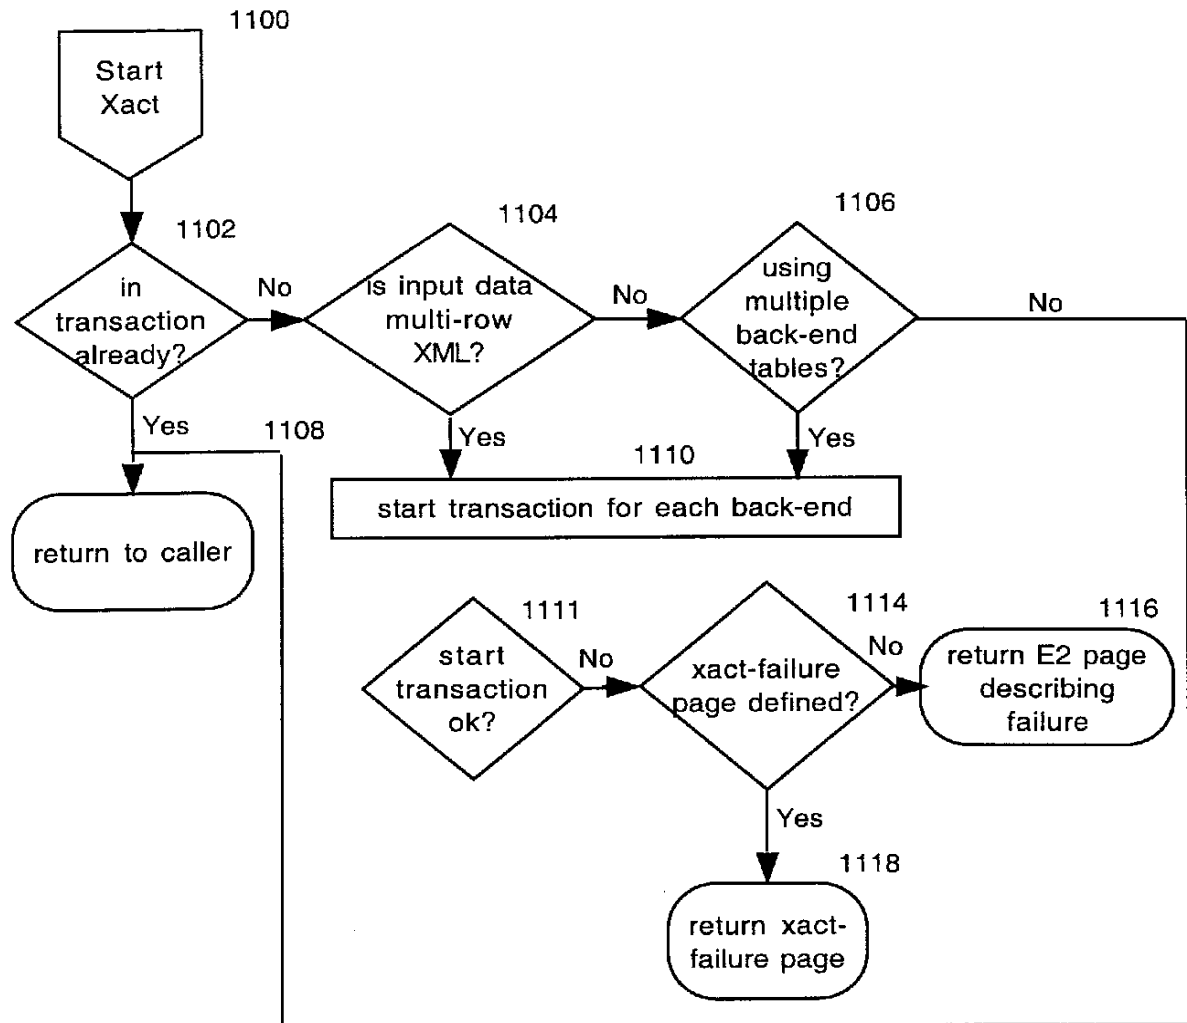 1100
Start
Xact
1102
in
transaction
already?
No
1104
is input data
multi-row
XML?
No
1106
using
multiple
back-end
tables?
No
Yes
1108
Yes
Yes
1110
start transaction for each back-end
return to caller
1111
start
transaction
ok?
No
1114
xact-failure
page defined?
No
1116
return E2 page
describing
failure
Yes
1118
return xact-
failure page